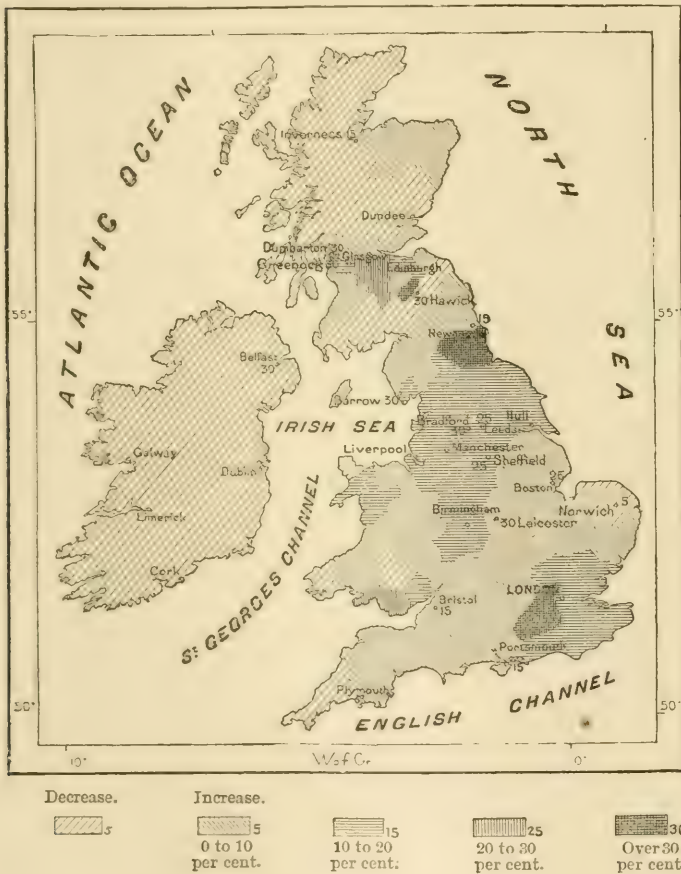 ATLANTIC OCEAN
NORTH
SEA
Inverness 15
Dundee
Dumbarton 30
Greenock
Glasgow
Edinburgh
30 Hawick
55°
55°
19
Belfast
30°
Barrow 30
IRISH SEA
Bradford
25
Hull
30
Leeds
Galway
Dublin
Liverpool
Manchester
25
Sheffield
25
Boston
Limerick
Birmingham
30 Leicester
Norwich 5
Cork
ST GEORGES CHANNEL
LONDON
Bristol
15
Portsmouth
15
Plymouth
50°
50°
ENGLISH CHANNEL
10°
W of Gr
0°
Decrease. Increase.
5 5 15 25 30
0 to 10 10 to 20 20 to 30 Over 30
per cent. per cent. per cent. per cent